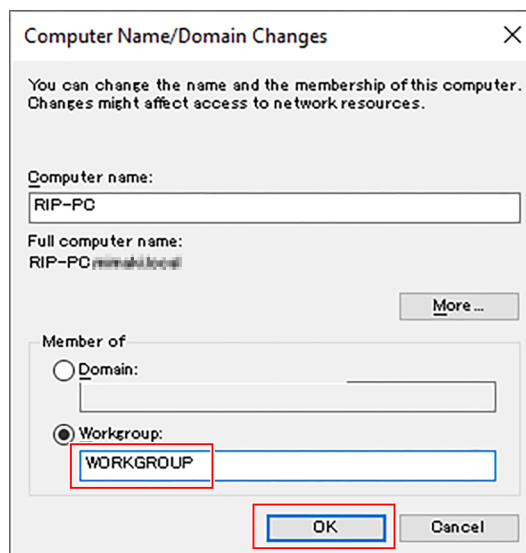 Computer Name/Domain Changes
You can change the name and the membership of this computer.
Changes might affect access to network resources.
Computer name:
RIP-PC
Full computer name:
RIP-PC
More...
Member of
Domain:
Workgroup:
WORKGROUP
OK
Cancel